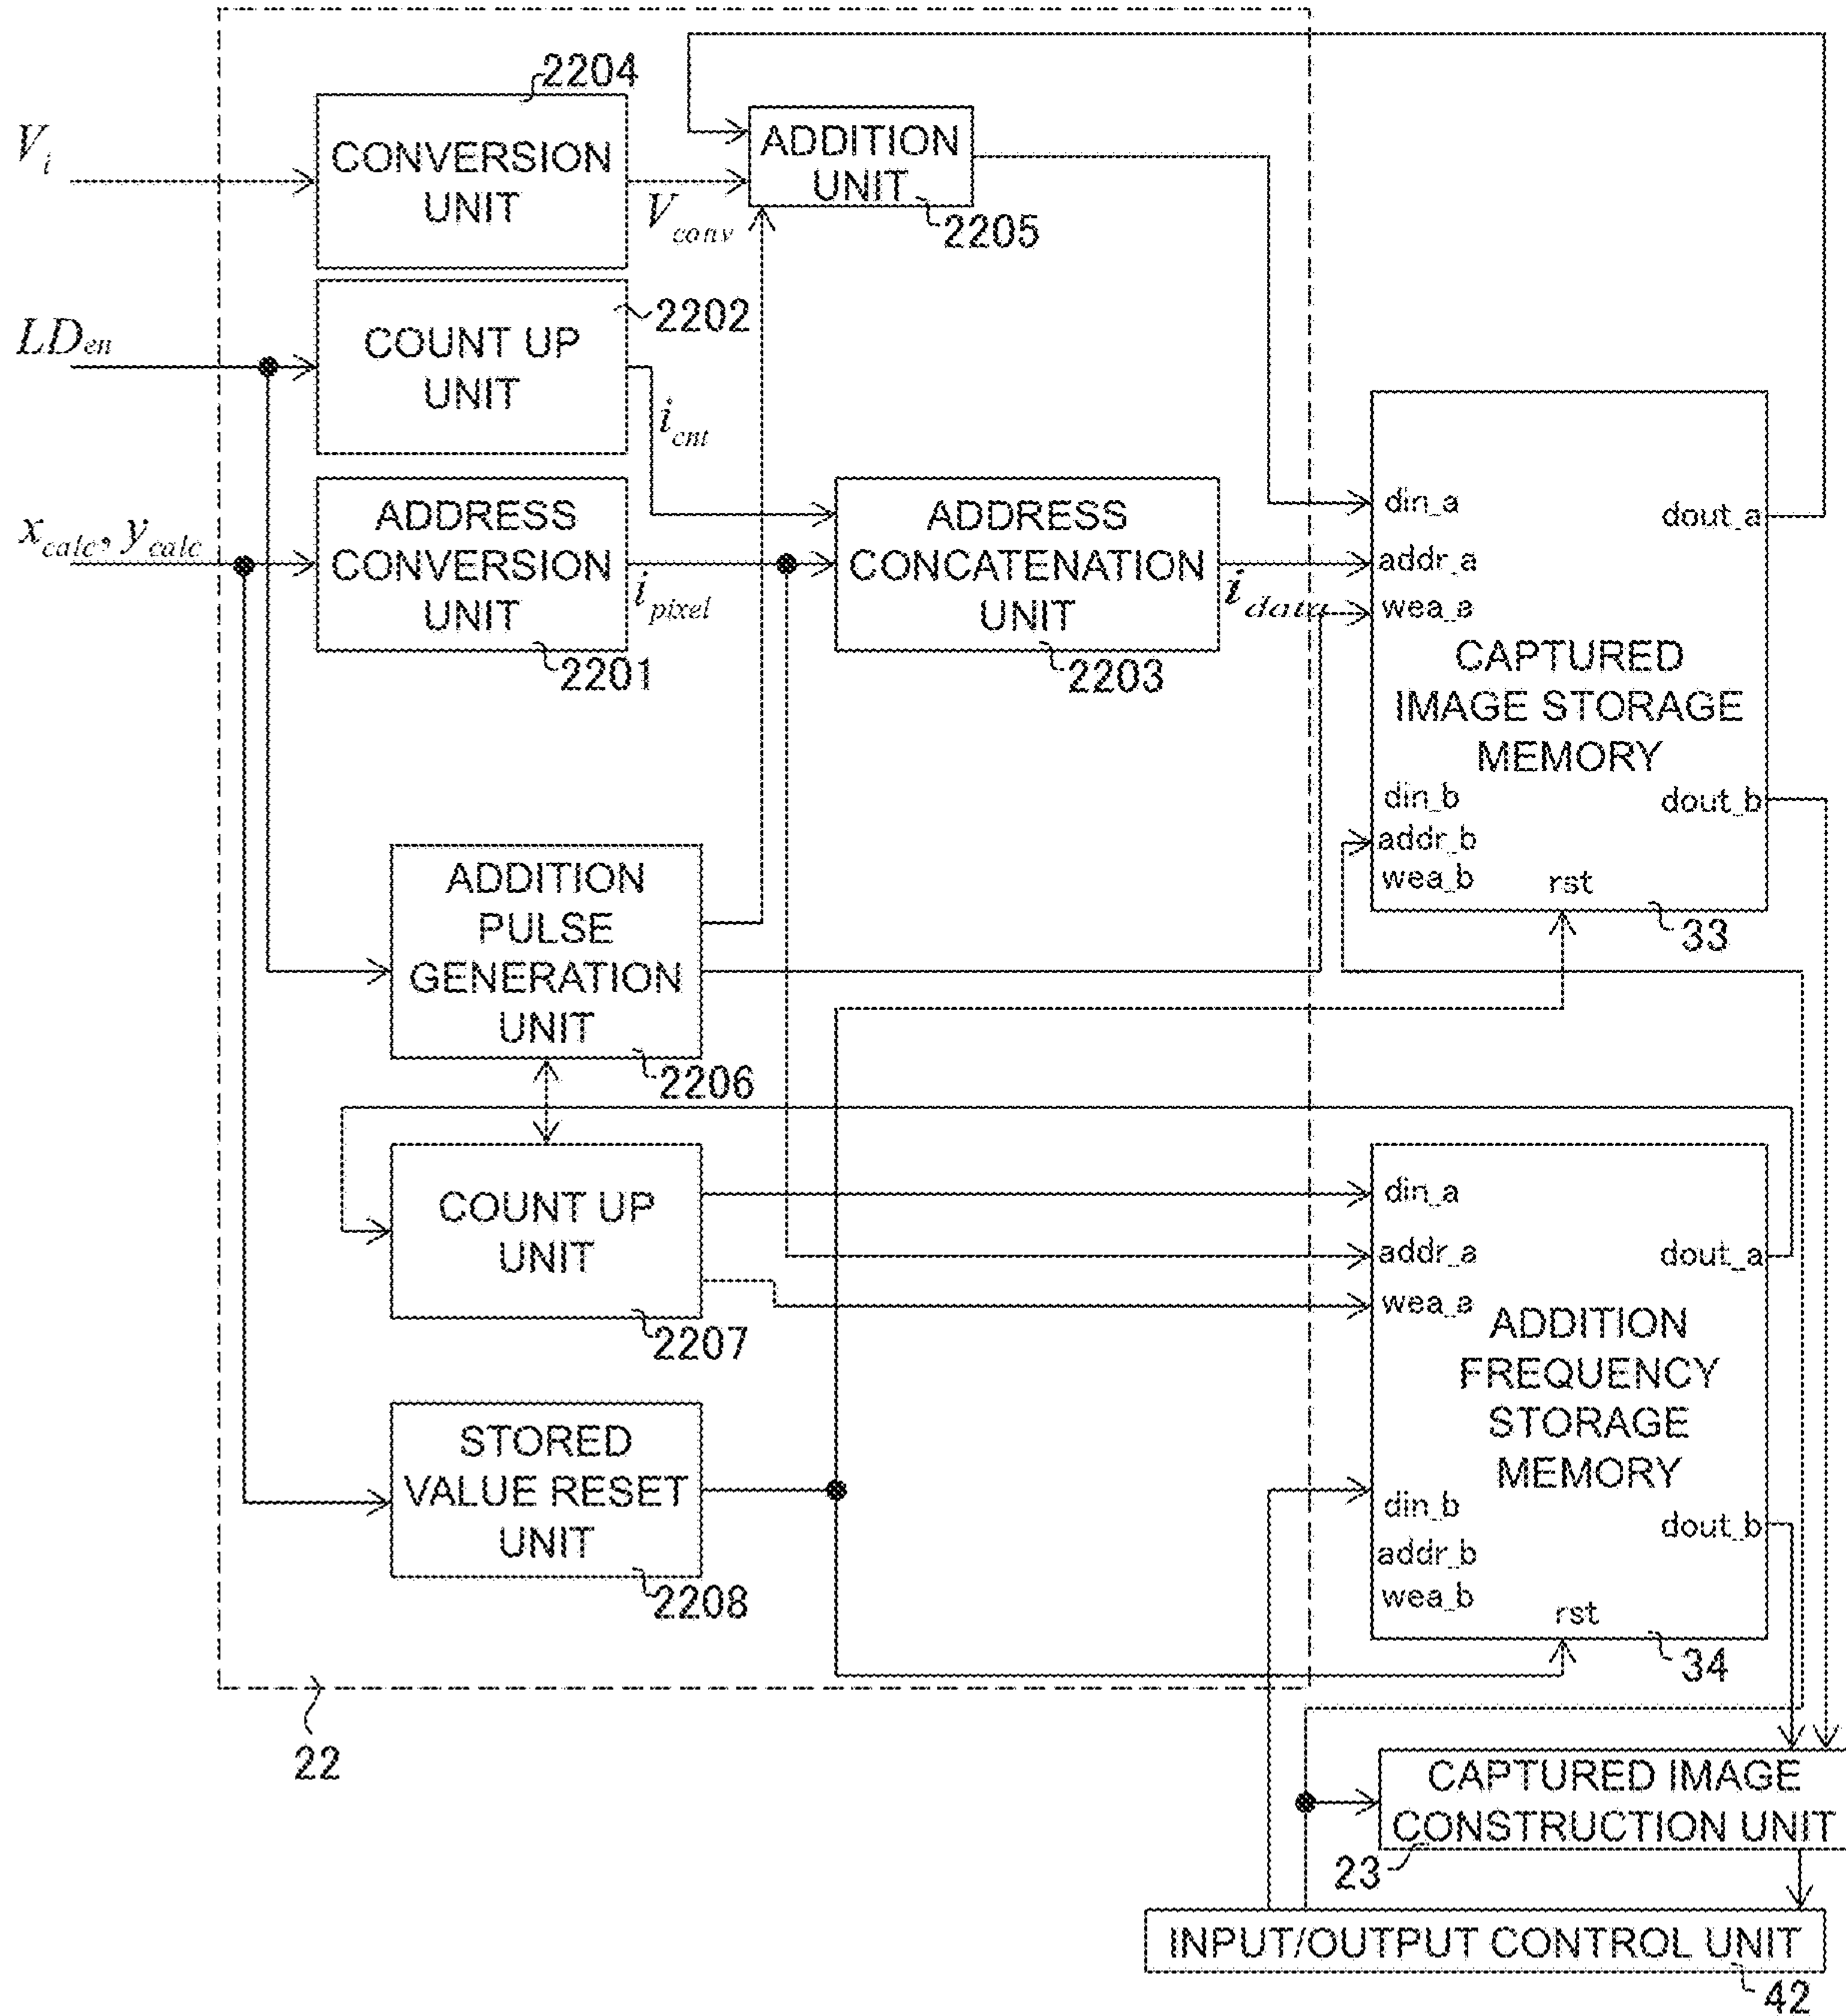 2204
V_i
CONVERSION
UNIT
V_conv
ADDITION
UNIT
2205
LD_en
COUNT UP
UNIT
2202
i_cnt
x_calc, y_calc
ADDRESS
CONVERSION
UNIT
2201
i_pixel
ADDRESS
CONCATENATION
UNIT
2203
i_data
din_a
addr_a
wea_a
dout_a
CAPTURED
IMAGE STORAGE
MEMORY
din_b
addr_b
wea_b
dout_b
rst
33
ADDITION
PULSE
GENERATION
UNIT
2206
COUNT UP
UNIT
2207
din_a
addr_a
wea_a
dout_a
ADDITION
FREQUENCY
STORAGE
MEMORY
din_b
addr_b
wea_b
dout_b
rst
34
STORED
VALUE RESET
UNIT
2208
22
CAPTURED IMAGE
CONSTRUCTION UNIT
23
INPUT/OUTPUT CONTROL UNIT
42